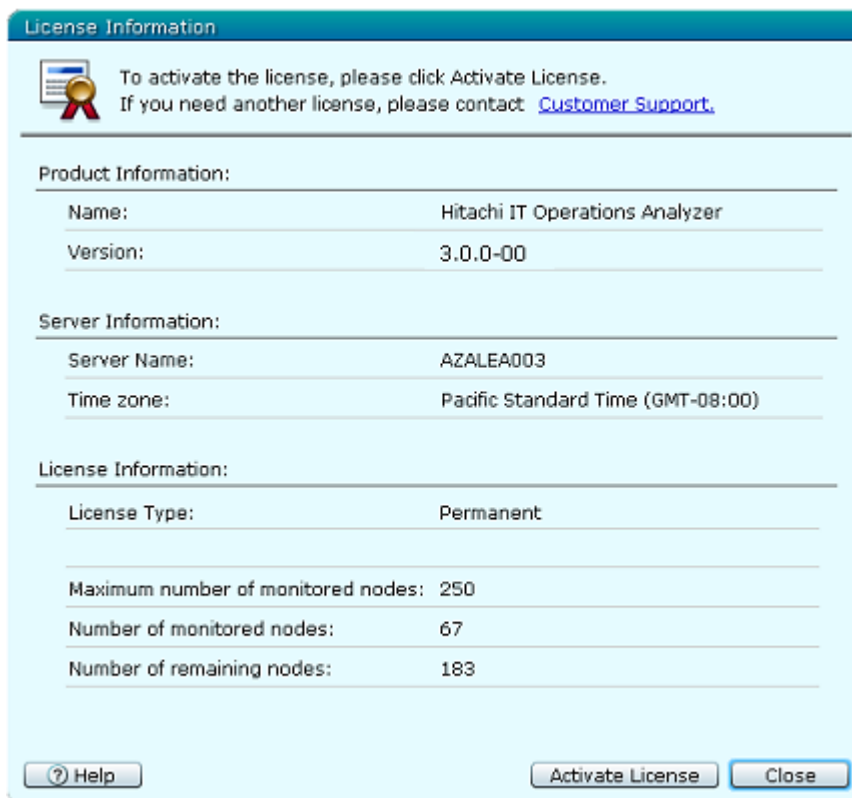 License Information
To activate the license, please click Activate License.
If you need another license, please contact Customer Support.
Product Information:
Name: Hitachi IT Operations Analyzer
Version: 3.0.0-00
Server Information:
Server Name: AZALEA003
Time zone: Pacific Standard Time (GMT-08:00)
License Information:
License Type: Permanent
Maximum number of monitored nodes: 250
Number of monitored nodes: 67
Number of remaining nodes: 183
? Help Activate License Close